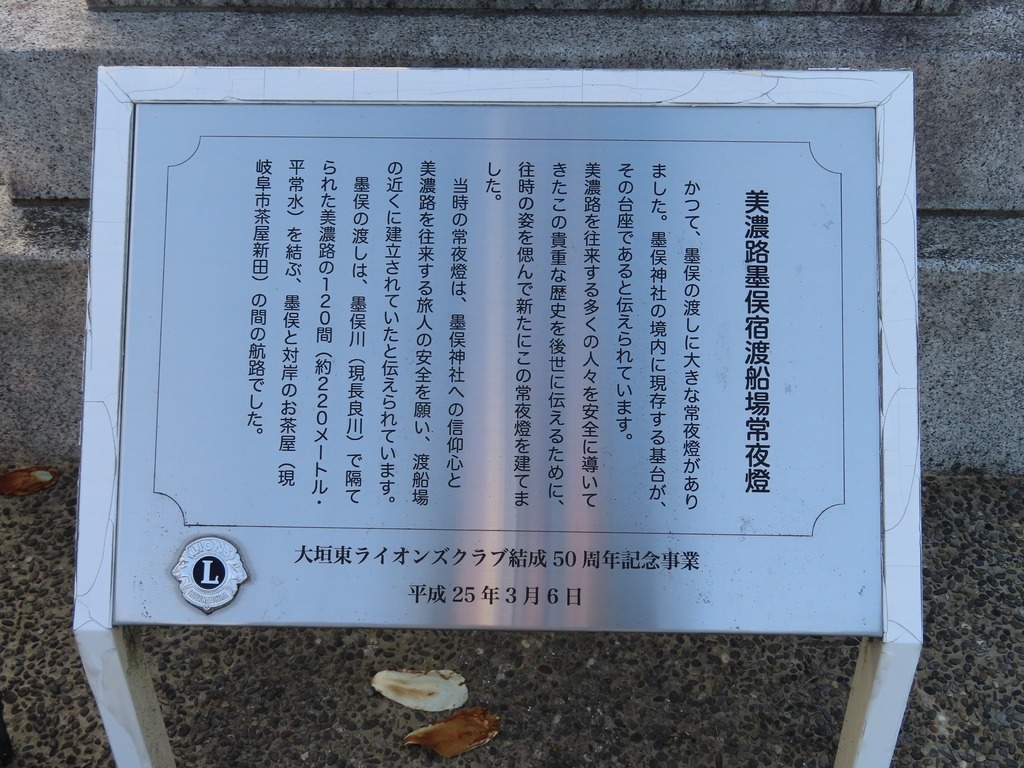 美濃路墨俣宿渡船場常夜燈
かつて、墨俣の渡しに大きな常夜燈があり
ました。墨俣神社の境内に現存する基台が、
その台座であると伝えられています。
美濃路を往来する多くの人々を安全に導いて
きたこの貴重な歴史を後世に伝えるために、
往時の姿を偲んで新たにこの常夜燈を建てま
した。
当時の常夜燈は、墨俣神社への信仰心と
美濃路を往来する旅人の安全を願い、渡船場
の近くに建立されていたと伝えられています。
墨俣の渡しは、墨俣川（現長良川）で隔て
られた美濃路の120間（約220メートル・
平常水）を結ぶ、墨俣と対岸のお茶屋（現
岐阜市茶屋新田）の間の航路でした。
大垣東ライオンズクラブ結成50周年記念事業
平成25年3月6日
LIONS
L
INTERNATIONAL